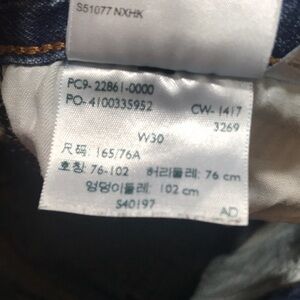 S51077 NXHK
PC9- 22861-0000
PO- 4100335952 CW- 1417
3269
W30
尺码: 165/76A
호칭: 76-102 허리둘레: 76 cm
엉덩이둘레: 102 cm
S40197 AD